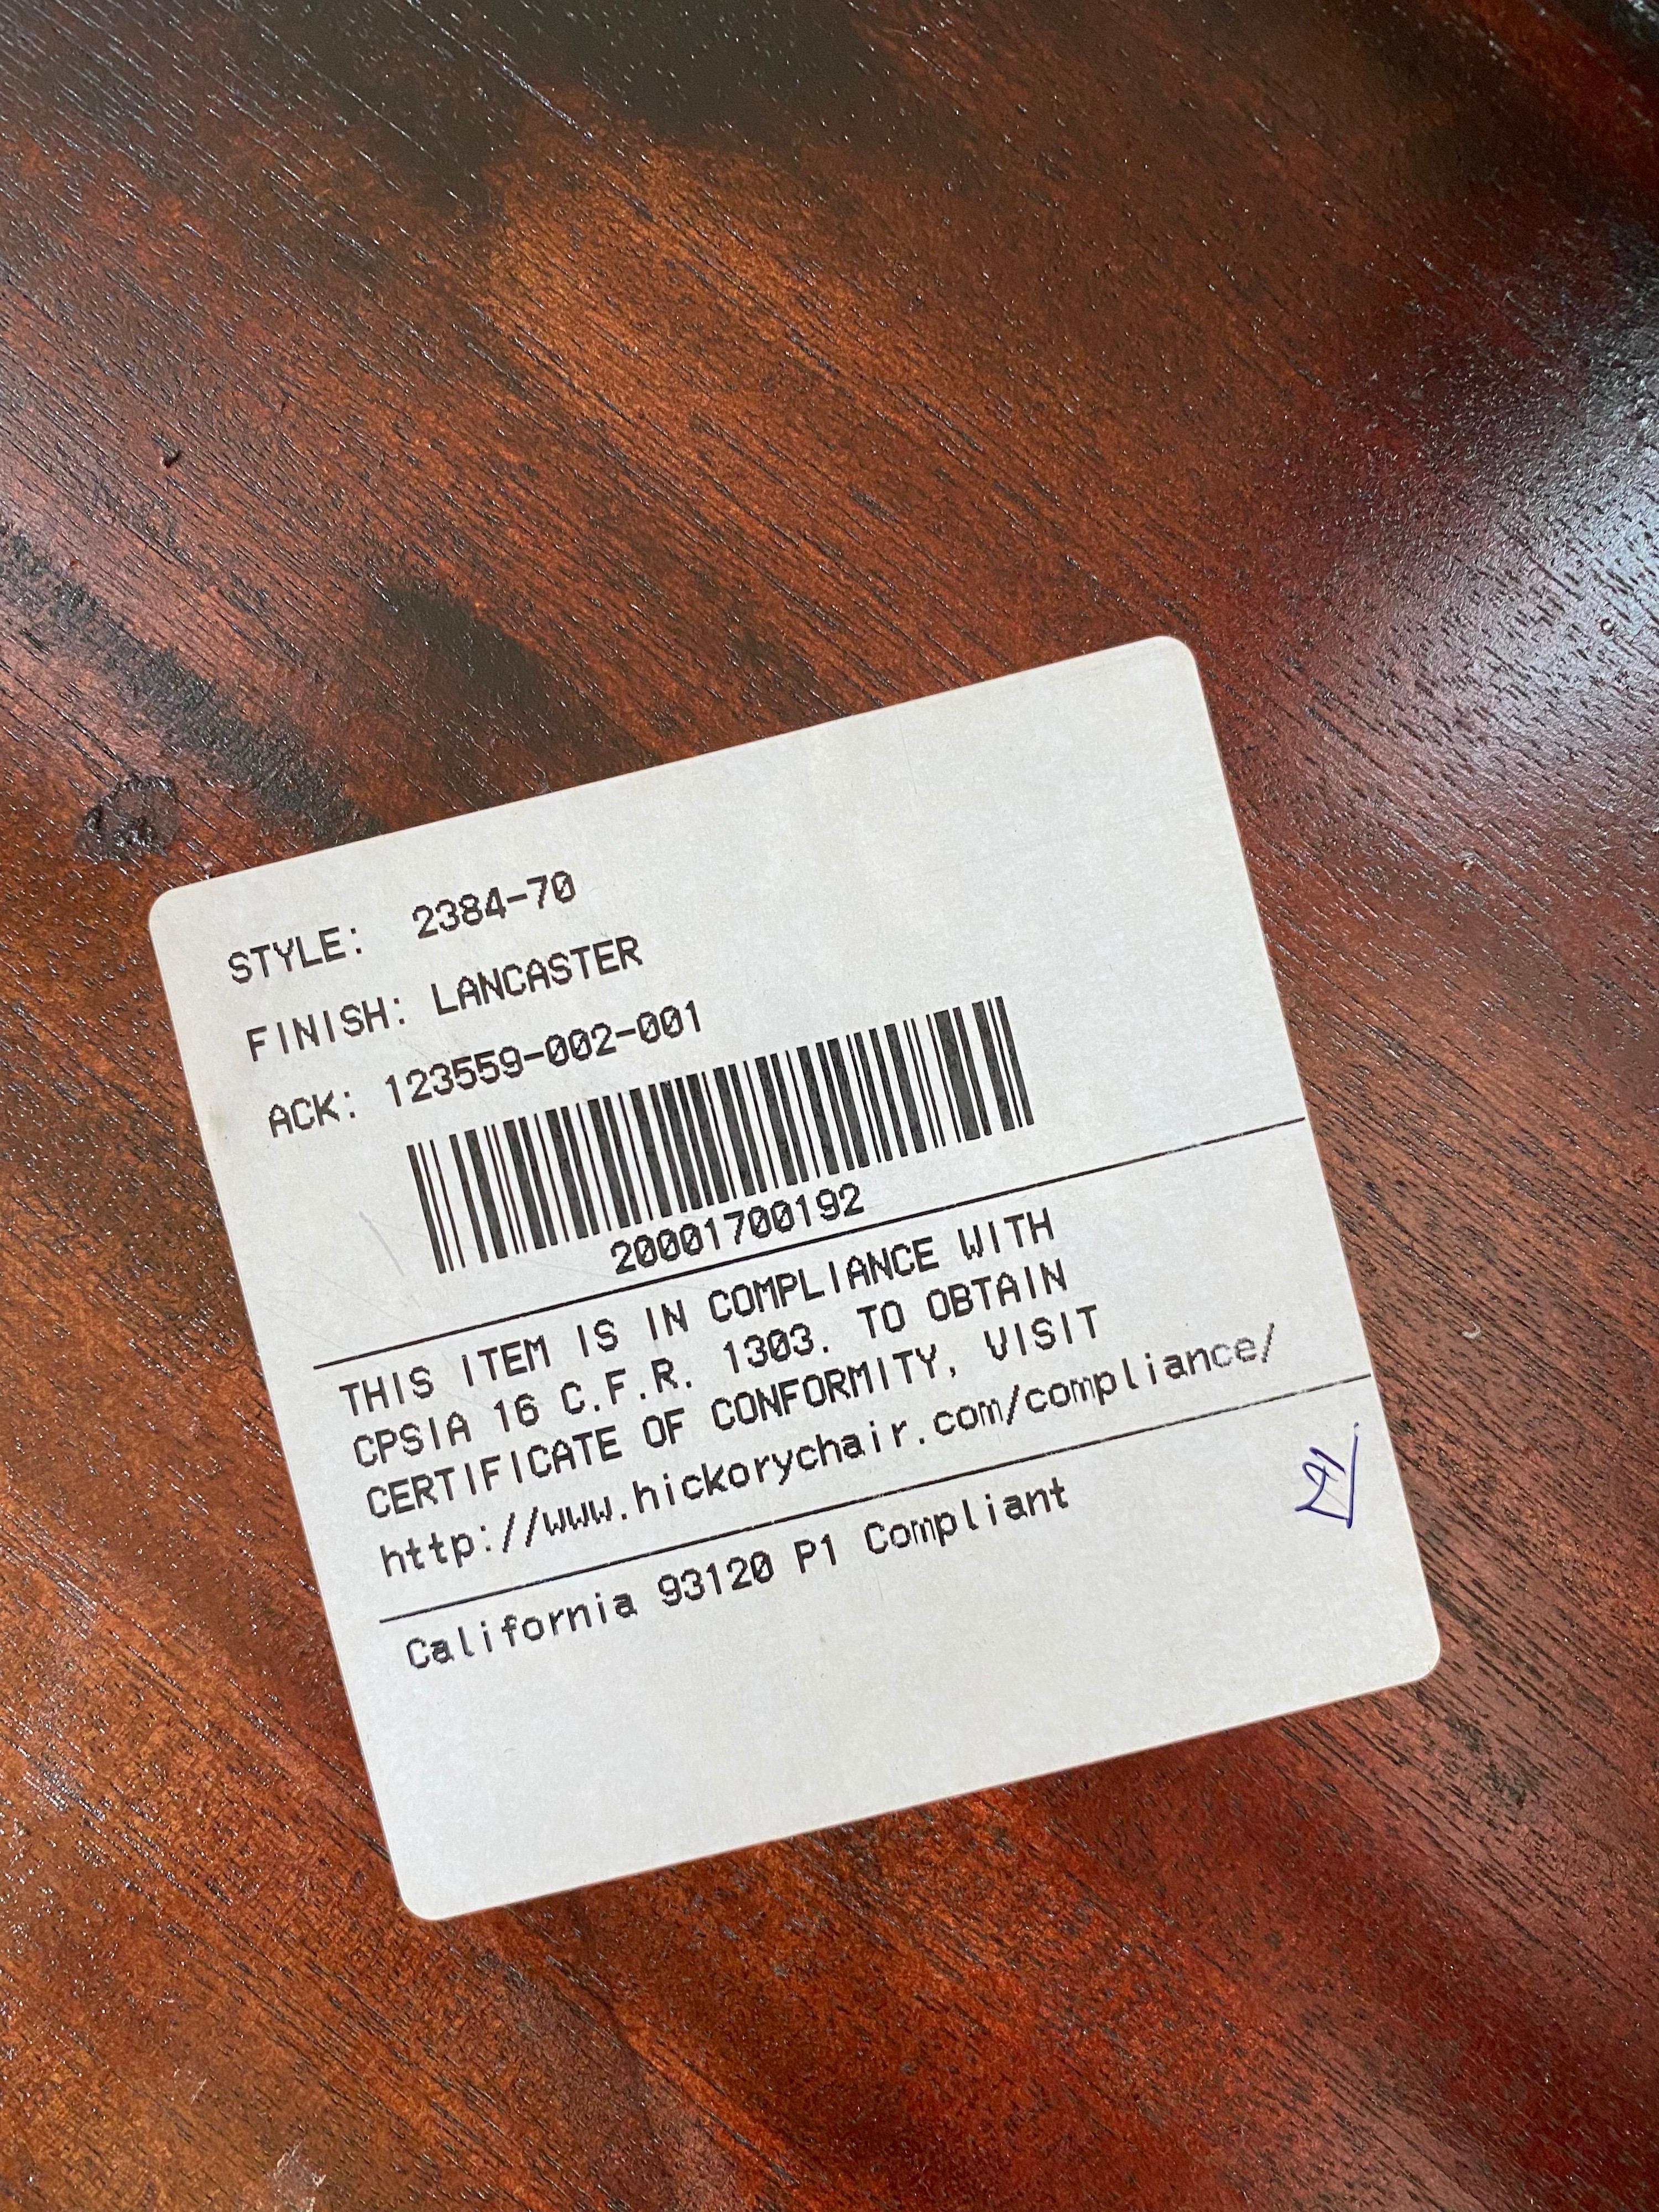 STYLE: 2384-70
FINISH: LANCASTER
ACK: 123559-002-001
20001700192
THIS ITEM IS IN COMPLIANCE WITH
CPSIA 16 C.F.R. 1303. TO OBTAIN
CERTIFICATE OF CONFORMITY, VISIT
http://www.hickorychair.com/compliance/
California 93120 P1 Compliant